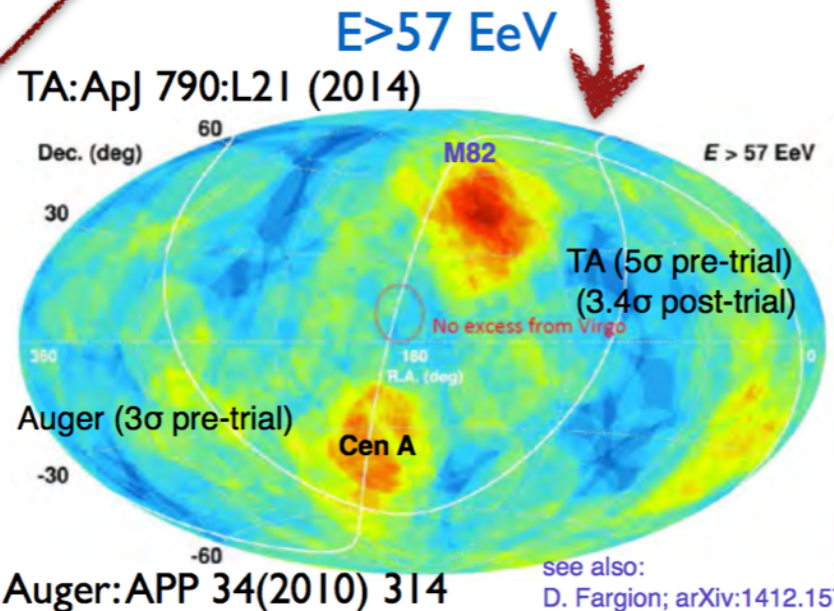 E>57 EeV
TA: ApJ 790:L21 (2014)
60
Dec. (deg)
M82
E > 57 EeV
30
TA (5σ pre-trial)
(3.4σ post-trial)
No excess from Virgo
360
180
0
R.A. (deg)
Auger (3σ pre-trial)
Cen A
-30
-60
see also:
Auger: APP 34(2010) 314
D. Fargion; arXiv:1412.15